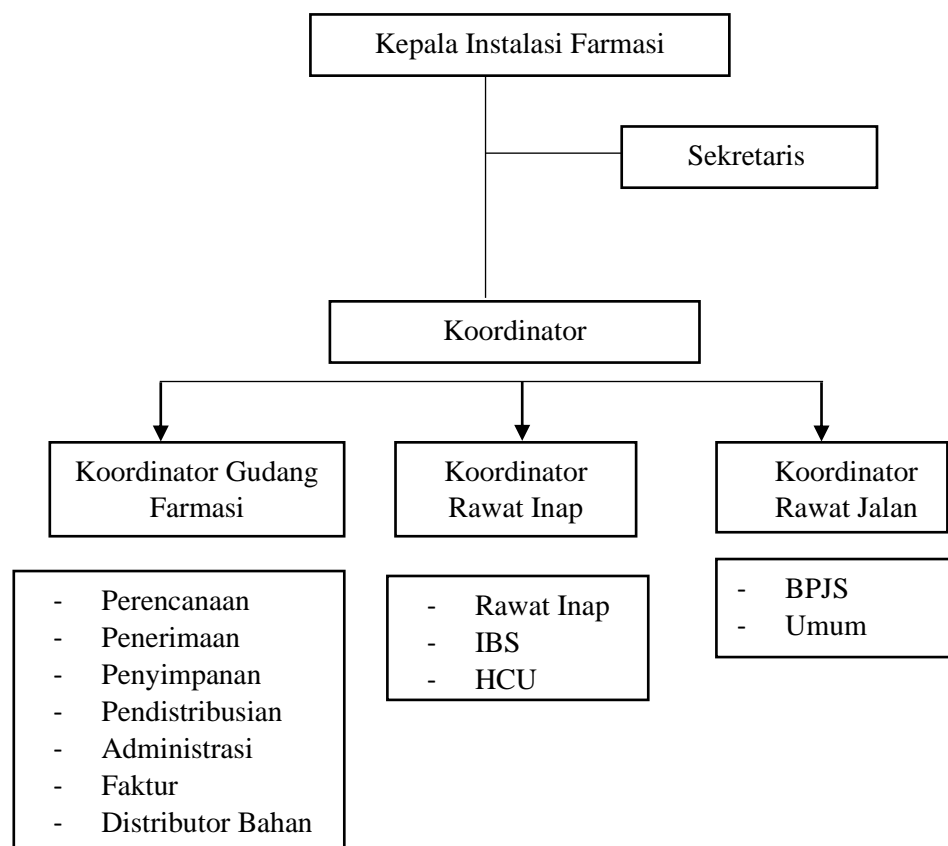 Kepala Instalasi Farmasi
Sekretaris
Koordinator
Koordinator Gudang
Farmasi
Koordinator
Rawat Inap
Koordinator
Rawat Jalan
- Perencanaan
- Penerimaan
- Penyimpanan
- Pendistribusian
- Administrasi
- Faktur
- Distributor Bahan
- Rawat Inap
- IBS
- HCU
- BPJS
- Umum